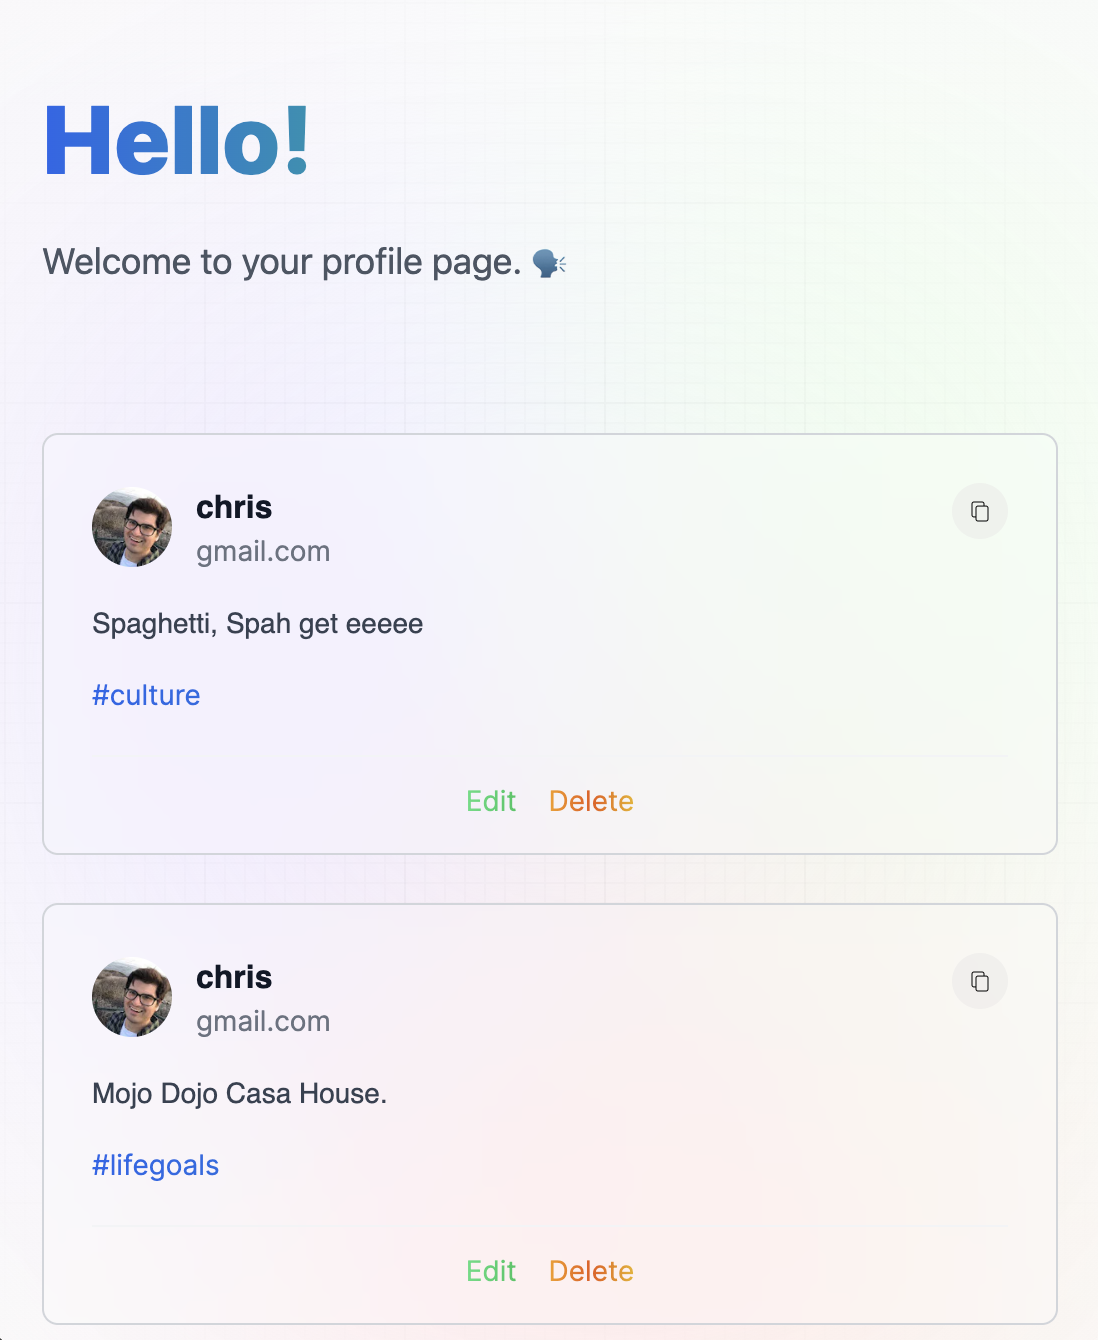 Hello!
Welcome to your profile page. 🗣
chris
gmail.com
Spaghetti, Spah get eeeee
#culture
Edit Delete
chris
gmail.com
Mojo Dojo Casa House.
#lifegoals
Edit Delete